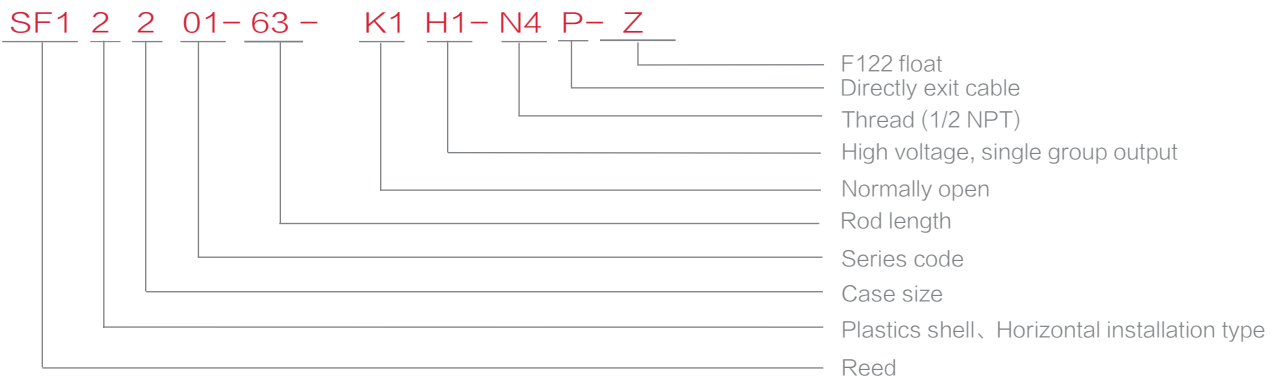 SF1 2 2 01- 63 - K1 H1- N4 P- Z
F122 float
Directly exit cable
Thread (1/2 NPT)
High voltage, single group output
Normally open
Rod length
Series code
Case size
Plastics shell、Horizontal installation type
Reed